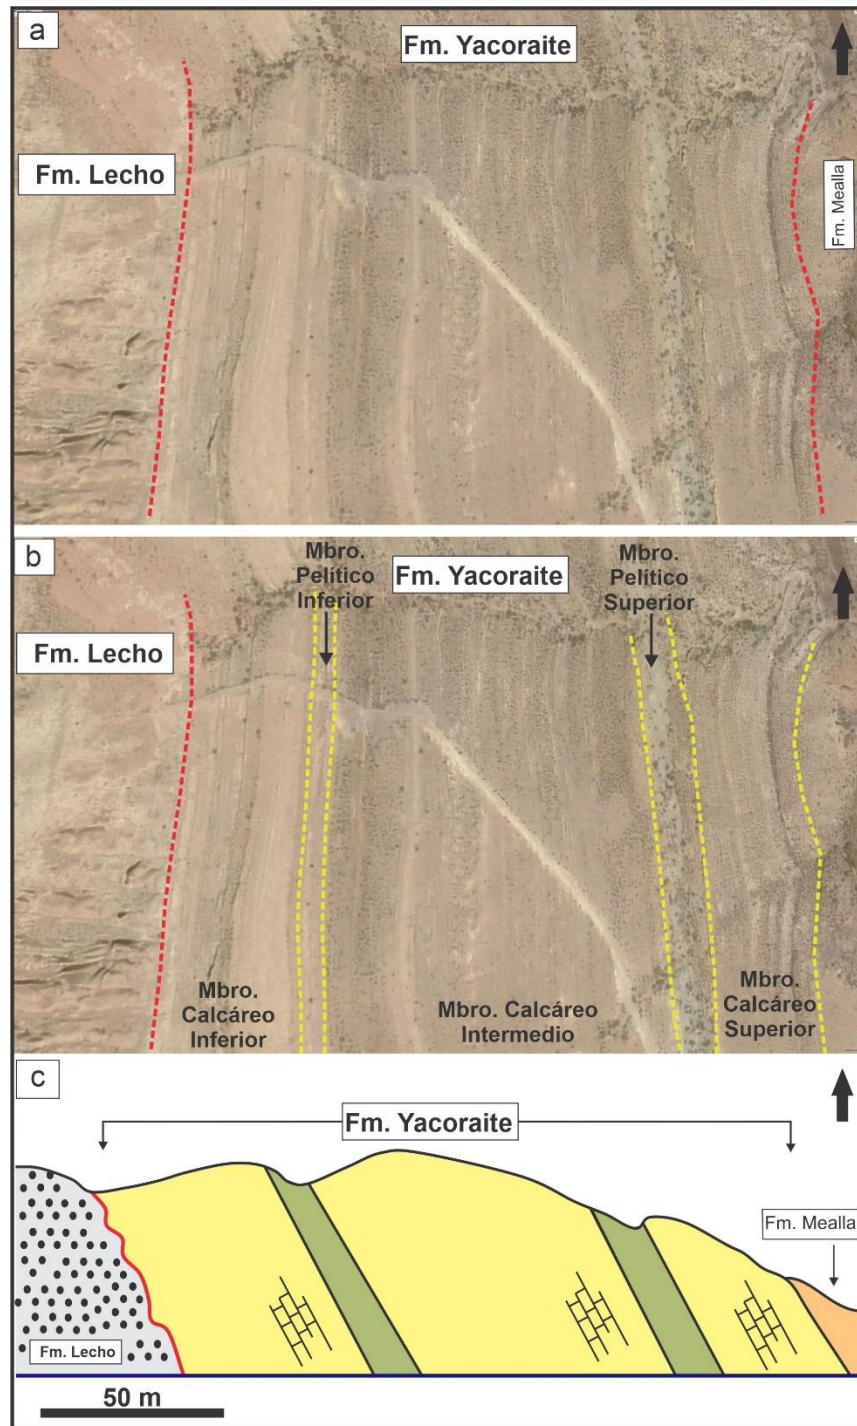 a
Fm. Yacoraite
Fm. Lecho
Fm. Mealla
b
Mbro.
Pelítico
Inferior
Fm. Yacoraite
Mbro.
Pelítico
Superior
Fm. Lecho
Mbro.
Calcáreo
Inferior
Mbro. Calcáreo
Intermedio
Mbro.
Calcáreo
Superior
c
Fm. Yacoraite
Fm. Mealla
Fm. Lecho
50 m